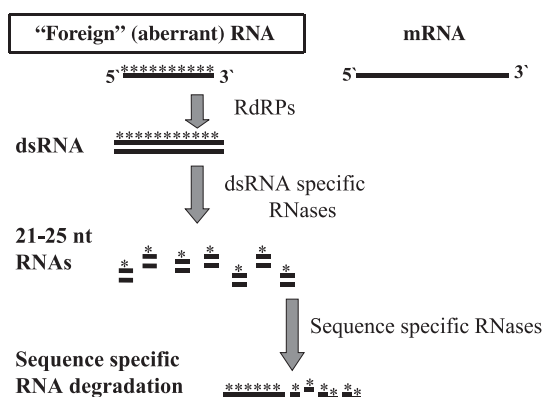 “Foreign” (aberrant) RNA
mRNA
**********
5` 3`
5` 3`
RdRPs
***********
dsRNA
dsRNA specific
RNases
21-25 nt
RNAs
* * * * * * *
Sequence specific RNases
Sequence specific
RNA degradation
****** * * ** **